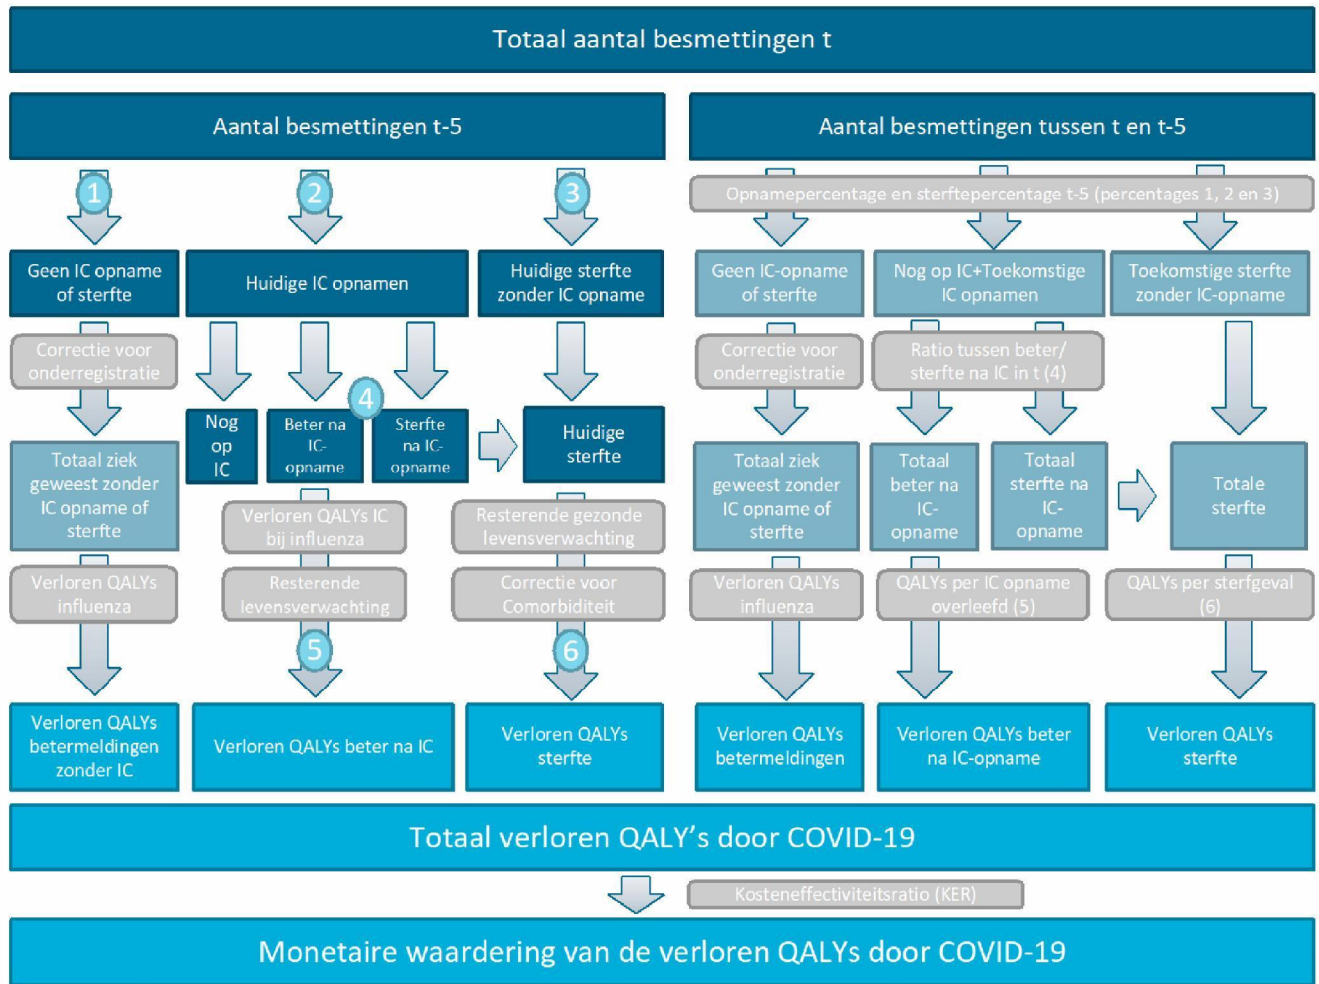 Totaal aantal besmettingen t
Aantal besmettingen t-5
Aantal besmettingen tussen t en t-5
1
2
3
Opnamepercentage en sterftepercentage t-5 (percentages 1, 2 en 3)
Geen IC opname
of sterfte
Huidige IC opnamen
Huidige sterfte
zonder IC opname
Geen IC-opname
of sterfte
Nog op IC+Toekomstige
IC opnamen
Toekomstige sterfte
zonder IC-opname
Correctie voor
onderregistratie
Correctie voor
onderregistratie
Ratio tussen beter/
sterfte na IC in t (4)
4
Nog
op
IC
Beter na
IC-
opname
Sterfte
na IC-
opname
Huidige
sterfte
Totaal ziek
geweest zonder
IC opname of
sterfte
Totaal ziek
geweest zonder
IC opname of
sterfte
Totaal
beter na
IC-
opname
Totaal
sterfte na
IC-
opname
Totale
sterfte
Verloren QALYs IC
bij influenza
Resterende gezonde
levensverwachting
Verloren QALYs
influenza
Resterende
levensverwachting
Correctie voor
Comorbiditeit
Verloren QALYs
influenza
QALYs per IC opname
overleefd (5)
QALYs per sterfgeval
(6)
5
6
Verloren QALYs
betermeldingen
zonder IC
Verloren QALYs beter na IC
Verloren QALYs
sterfte
Verloren QALYs
betermeldingen
Verloren QALYs beter
na IC-opname
Verloren QALYs
sterfte
Totaal verloren QALY’s door COVID-19
Kosteneffectiviteitsratio (KER)
Monetaire waardering van de verloren QALYs door COVID-19